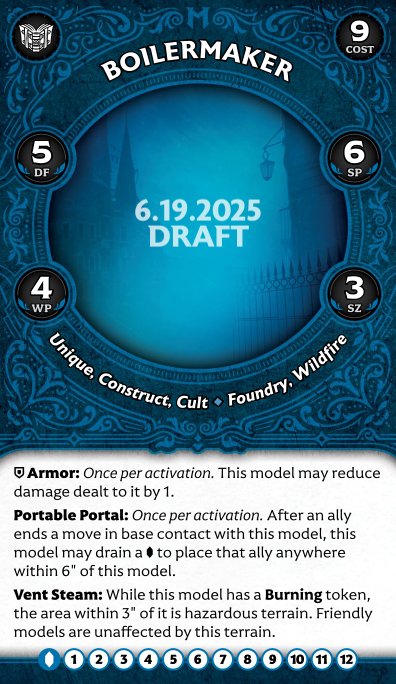 BOILERMAKER
9
COST
5
DF
6
SP
6.19.2025
DRAFT
4
WP
3
SZ
Unique, Construct, Cult ◆ Foundry, Wildfire
Armor: Once per activation. This model may reduce
damage dealt to it by 1.
Portable Portal: Once per activation. After an ally
ends a move in base contact with this model, this
model may drain a ⬮ to place that ally anywhere
within 6" of this model.
Vent Steam: While this model has a Burning token,
the area within 3" of it is hazardous terrain. Friendly
models are unaffected by this terrain.
1 2 3 4 5 6 7 8 9 10 11 12